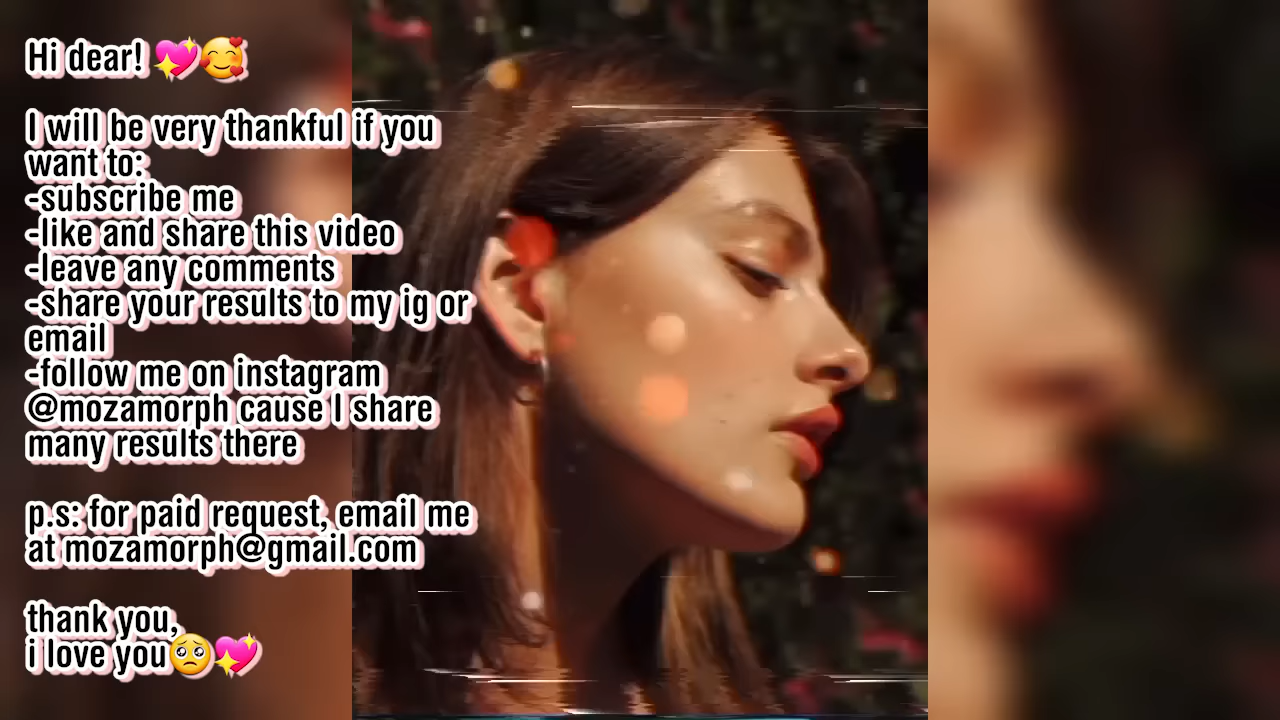 Hi dear! 💖🥰
I will be very thankful if you
want to:
-subscribe me
-like and share this video
-leave any comments
-share your results to my ig or
email
-follow me on instagram
@mozamorph cause I share
many results there
p.s: for paid request, email me
at mozamorph@gmail.com
thank you,
i love you🥺💖